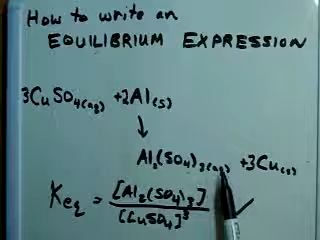 How to write an
EQUILIBRIUM EXPRESSION
3CuSO₄(aq) + 2Al(s)
↓
Al₂(SO₄)₃(aq) + 3Cu(s)
Keq = [Al₂(SO₄)₃] / [CuSO₄]³